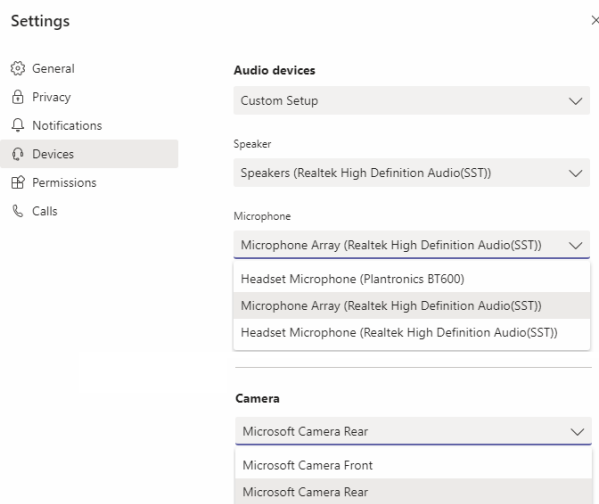 Settings
General
Privacy
Notifications
Devices
Permissions
Calls
Audio devices
Custom Setup
Speaker
Speakers (Realtek High Definition Audio(SST))
Microphone
Microphone Array (Realtek High Definition Audio(SST))
Headset Microphone (Plantronics BT600)
Microphone Array (Realtek High Definition Audio(SST))
Headset Microphone (Realtek High Definition Audio(SST))
Camera
Microsoft Camera Rear
Microsoft Camera Front
Microsoft Camera Rear